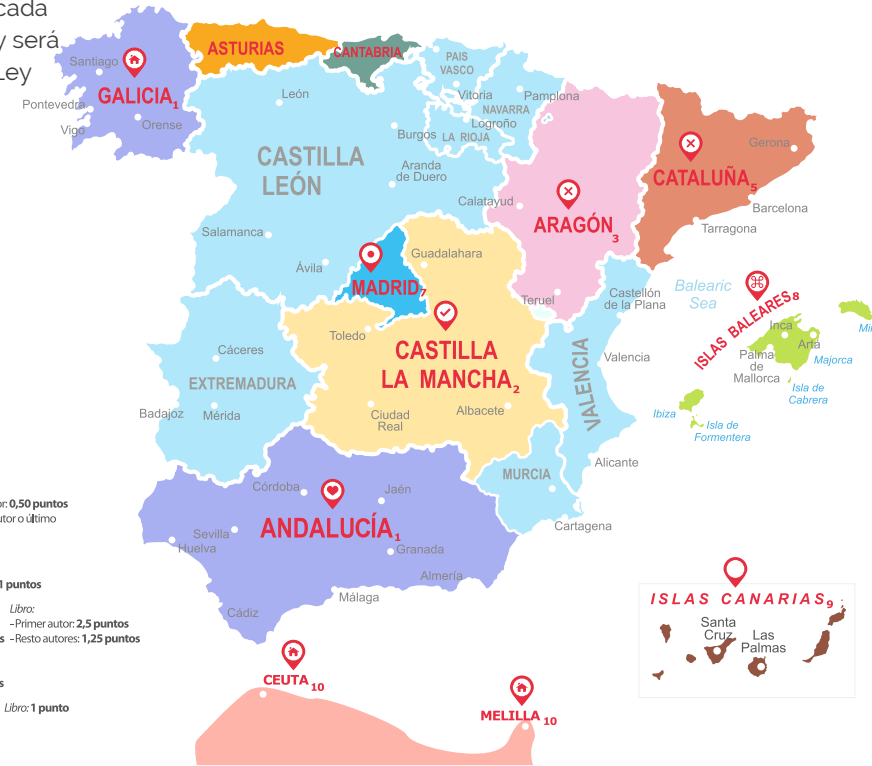 cada
y será
Ley
ASTURIAS
CANTABRIA
PAIS
VASCO
Santiago
GALICIA1
León
Vitoria
NAVARRA
Pamplona
Pontevedra
Vigo
Orense
Logroño
LA RIOJA
Burgos
Gerona
CASTILLA
LEÓN
Aranda
de Duero
CATALUÑA5
Calatayud
ARAGÓN3
Barcelona
Tarragona
Salamanca
Ávila
Guadalahara
MADRID7
Teruel
Castellón
de la Plana
Balearic
Sea
ISLAS BALEARES8
Toledo
CASTILLA
LA MANCHA2
Inca
Artà
Palma
de
Mallorca
Majorca
Isla de
Cabrera
Cáceres
EXTREMADURA
Valencia
VALENCIA
Badajoz
Mérida
Ciudad
Real
Albacete
Ibiza
Isla de
Formentera
Alicante
MURCIA
Cartagena
Córdoba
Jaén
ANDALUCÍA1
Sevilla
Huelva
Granada
Almería
Málaga
Cádiz
or: 0,50 puntos
utor o último
1 puntos
Libro:
-Primer autor: 2,5 puntos
s -Resto autores: 1,25 puntos
s
Libro: 1 punto
CEUTA 10
MELILLA 10
ISLAS CANARIAS9
Santa
Cruz
Las
Palmas